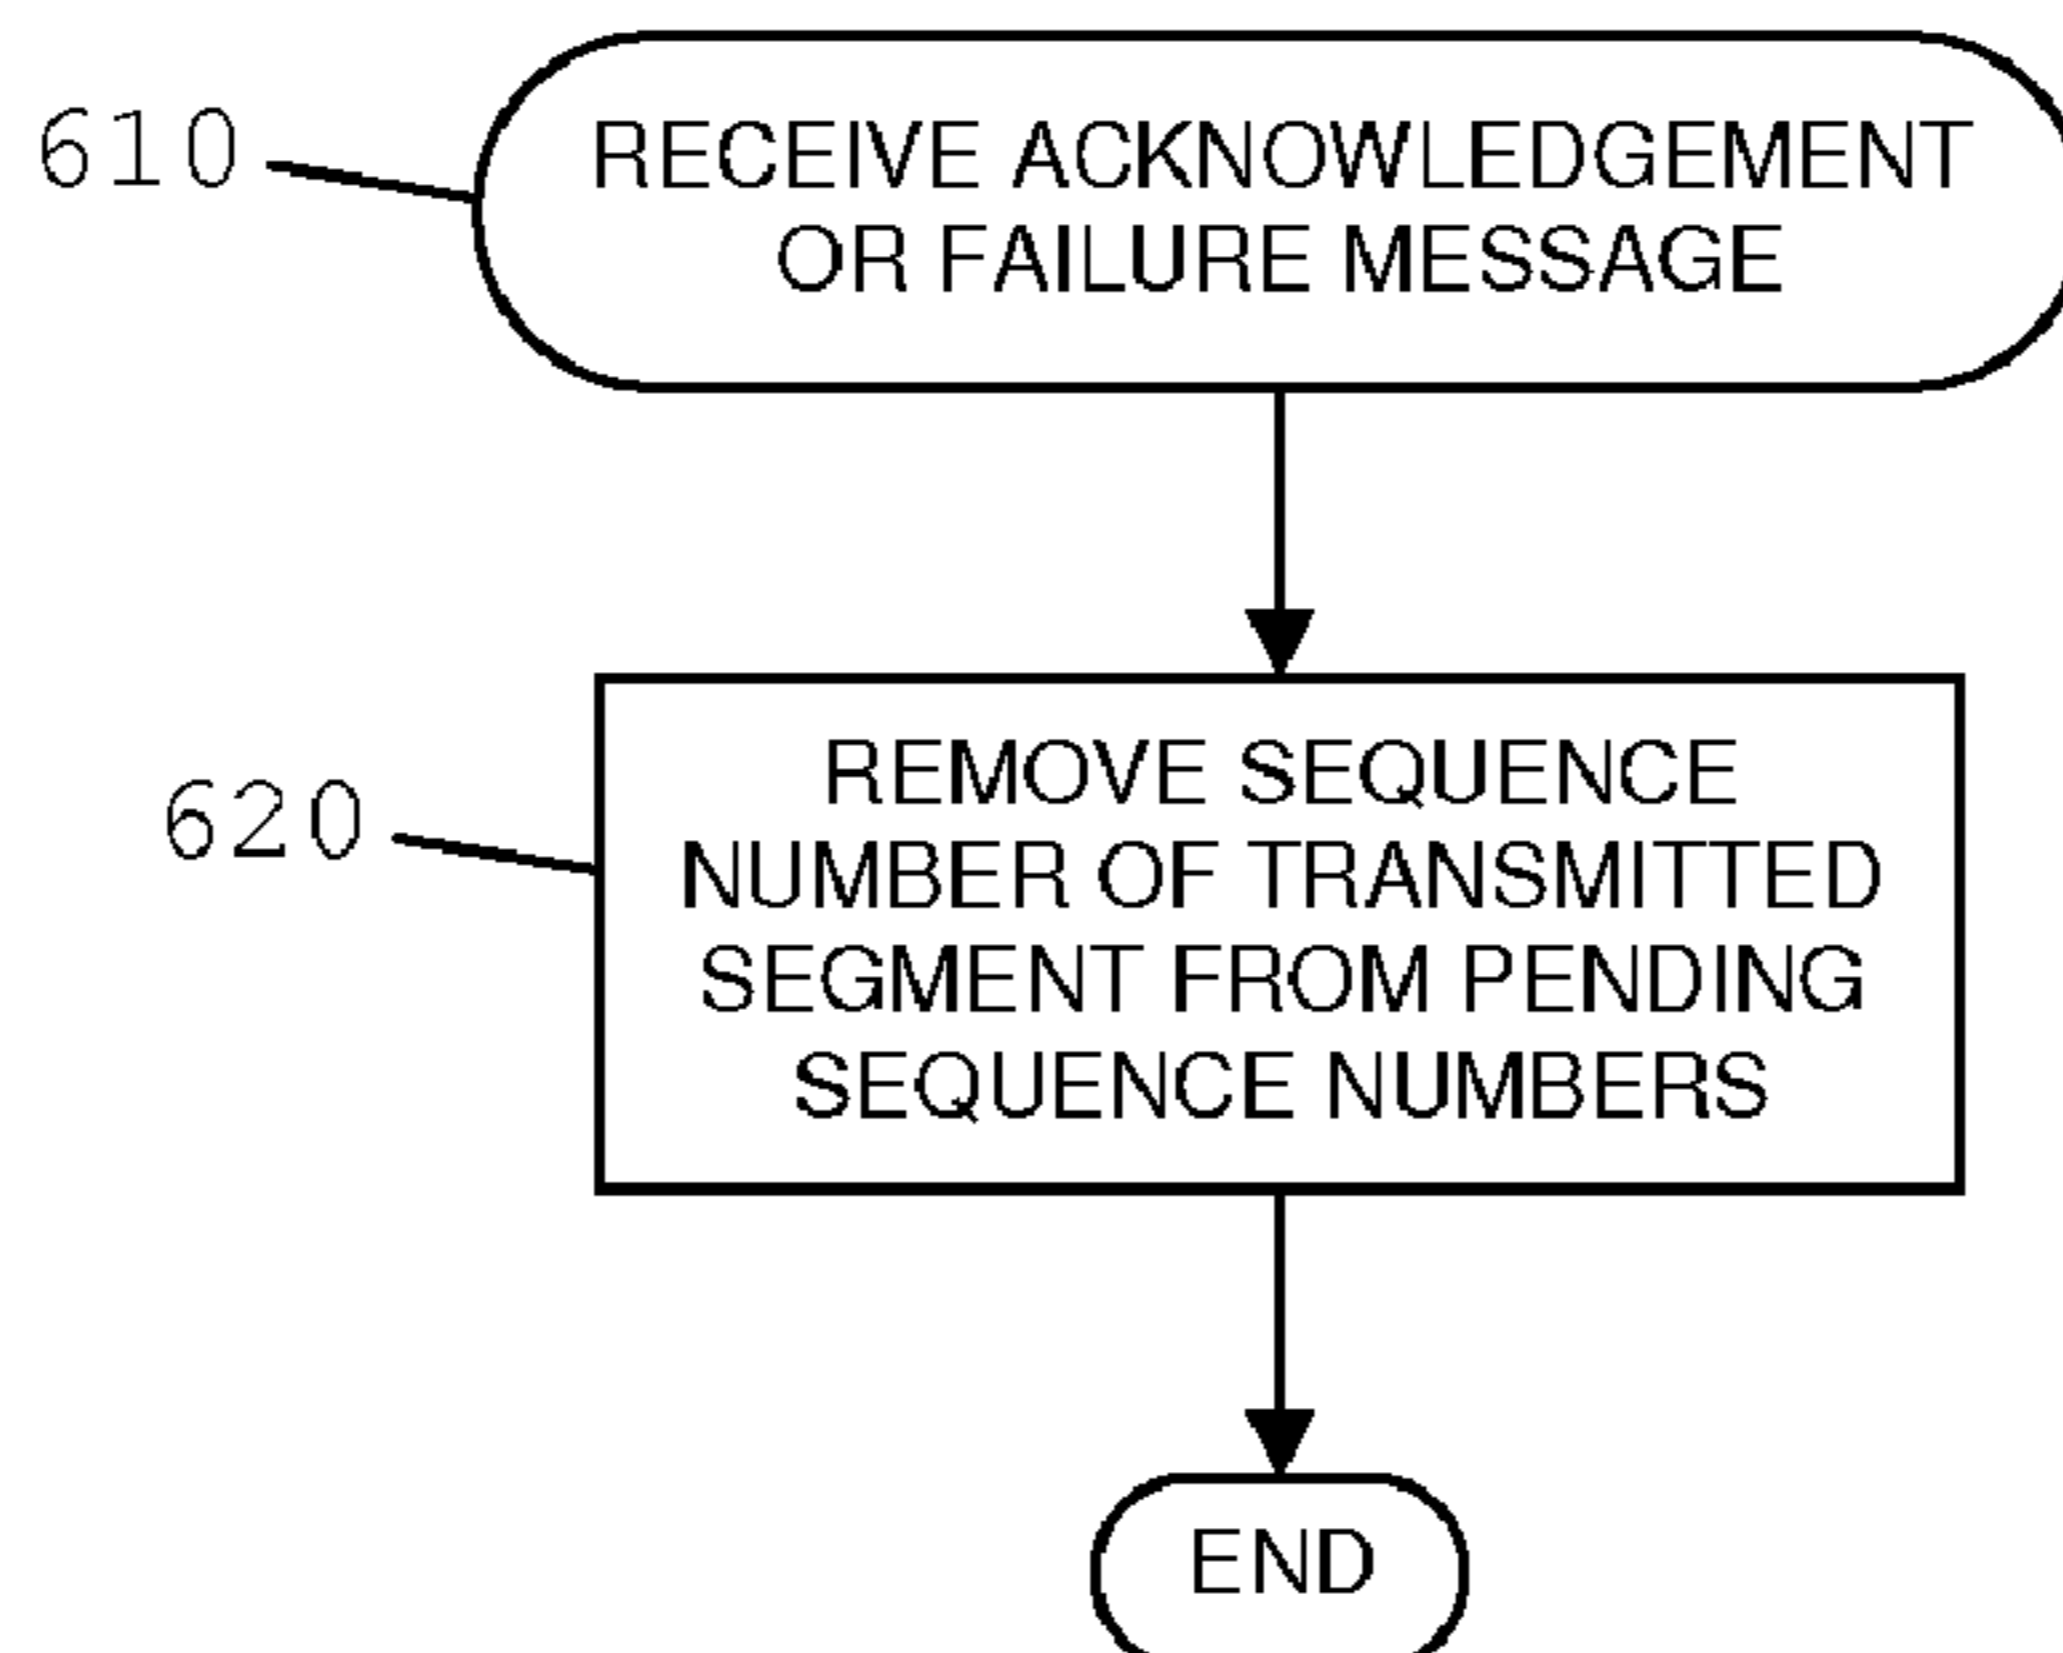 610
RECEIVE ACKNOWLEDGEMENT
OR FAILURE MESSAGE
620
REMOVE SEQUENCE
NUMBER OF TRANSMITTED
SEGMENT FROM PENDING
SEQUENCE NUMBERS
END